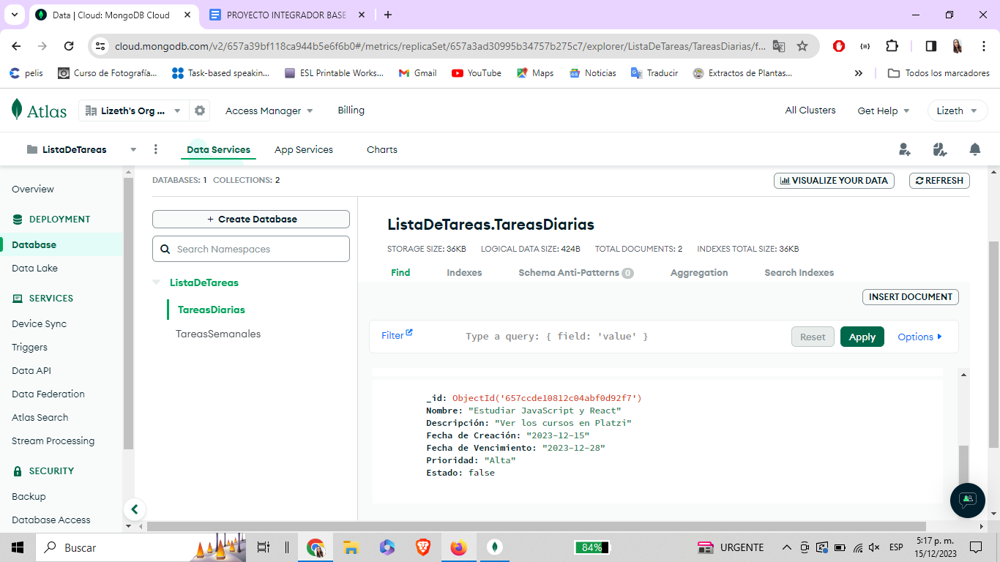 Data | Cloud: MongoDB Cloud
PROYECTO INTEGRADOR BASE
cloud.mongodb.com/v2/657a39bf118ca944b5e6f6b0#/metrics/replicaSet/657a3ad30995b34757b275c7/explorer/ListaDeTareas/TareasDiarias/f...
pelis
Curso de Fotografía...
Task-based speakin...
ESL Printable Works...
Gmail
YouTube
Maps
Noticias
Traducir
Extractos de Plantas...
Todos los marcadores
Atlas
Lizeth's Org ...
Access Manager
Billing
All Clusters
Get Help
Lizeth
ListaDeTareas
Data Services
App Services
Charts
Overview
DEPLOYMENT
Database
Data Lake
SERVICES
Device Sync
Triggers
Data API
Data Federation
Atlas Search
Stream Processing
SECURITY
Backup
Database Access
DATABASES: 1 COLLECTIONS: 2
VISUALIZE YOUR DATA
REFRESH
+ Create Database
Search Namespaces
ListaDeTareas
TareasDiarias
TareasSemanales
ListaDeTareas.TareasDiarias
STORAGE SIZE: 36KB LOGICAL DATA SIZE: 424B TOTAL DOCUMENTS: 2 INDEXES TOTAL SIZE: 36KB
Find
Indexes
Schema Anti-Patterns 0
Aggregation
Search Indexes
INSERT DOCUMENT
Filter
Type a query: { field: 'value' }
Reset
Apply
Options
_id: ObjectId('657ccde10812c04abf0d92f7')
Nombre: "Estudiar JavaScript y React"
Descripción: "Ver los cursos en Platzi"
Fecha de Creación: "2023-12-15"
Fecha de Vencimiento: "2023-12-28"
Prioridad: "Alta"
Estado: false
Buscar
84%
URGENTE
ESP
5:17 p. m.
15/12/2023